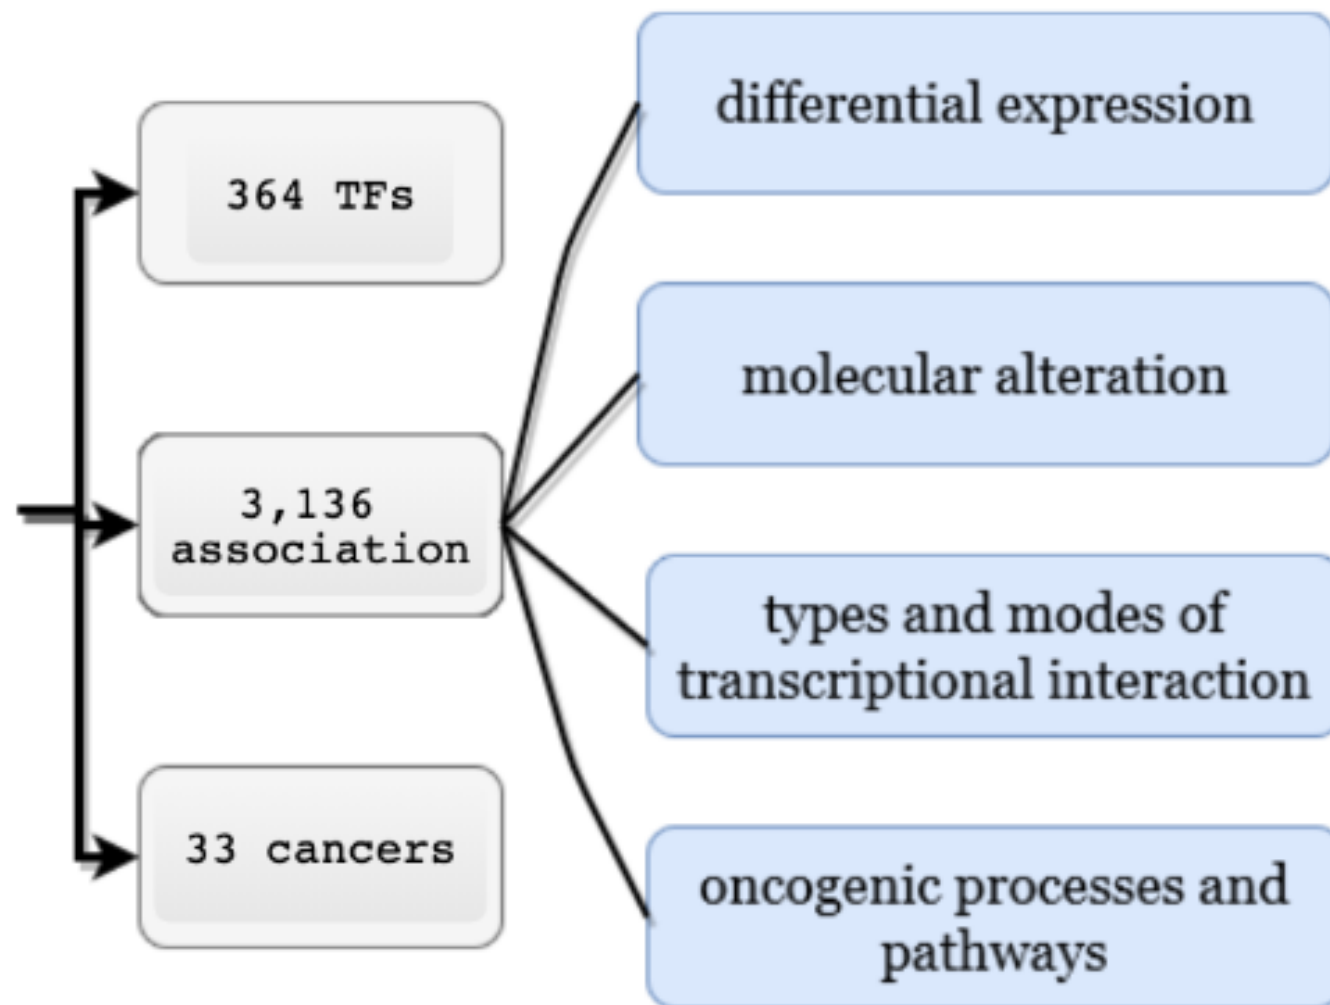 364 TFs
3,136
association
33 cancers
differential expression
molecular alteration
types and modes of
transcriptional interaction
oncogenic processes and
pathways